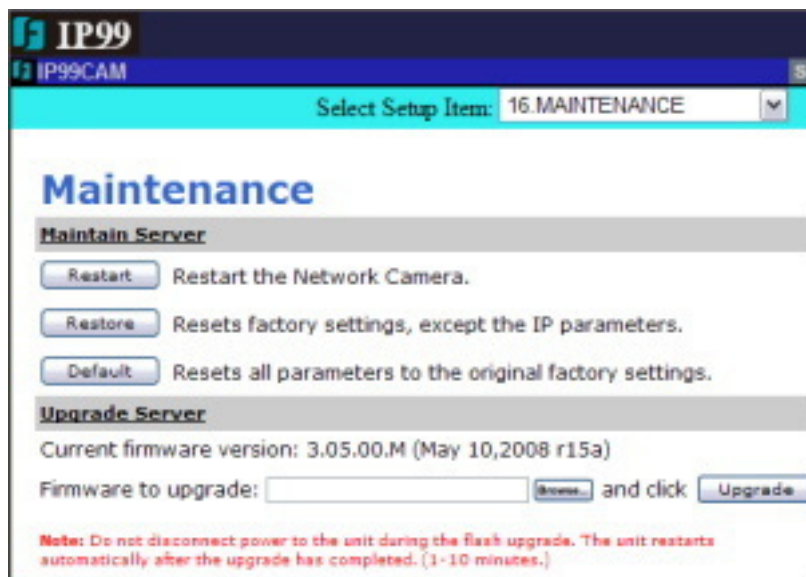 IP99
IP99CAM
S
Select Setup Item: 16.MAINTENANCE
Maintenance
Maintain Server
Restart Restart the Network Camera.
Restore Resets factory settings, except the IP parameters.
Default Resets all parameters to the original factory settings.
Upgrade Server
Current firmware version: 3.05.00.M (May 10,2008 r15a)
Firmware to upgrade: Browse... and click Upgrade
Note: Do not disconnect power to the unit during the flash upgrade. The unit restarts
automatically after the upgrade has completed. (1-10 minutes.)